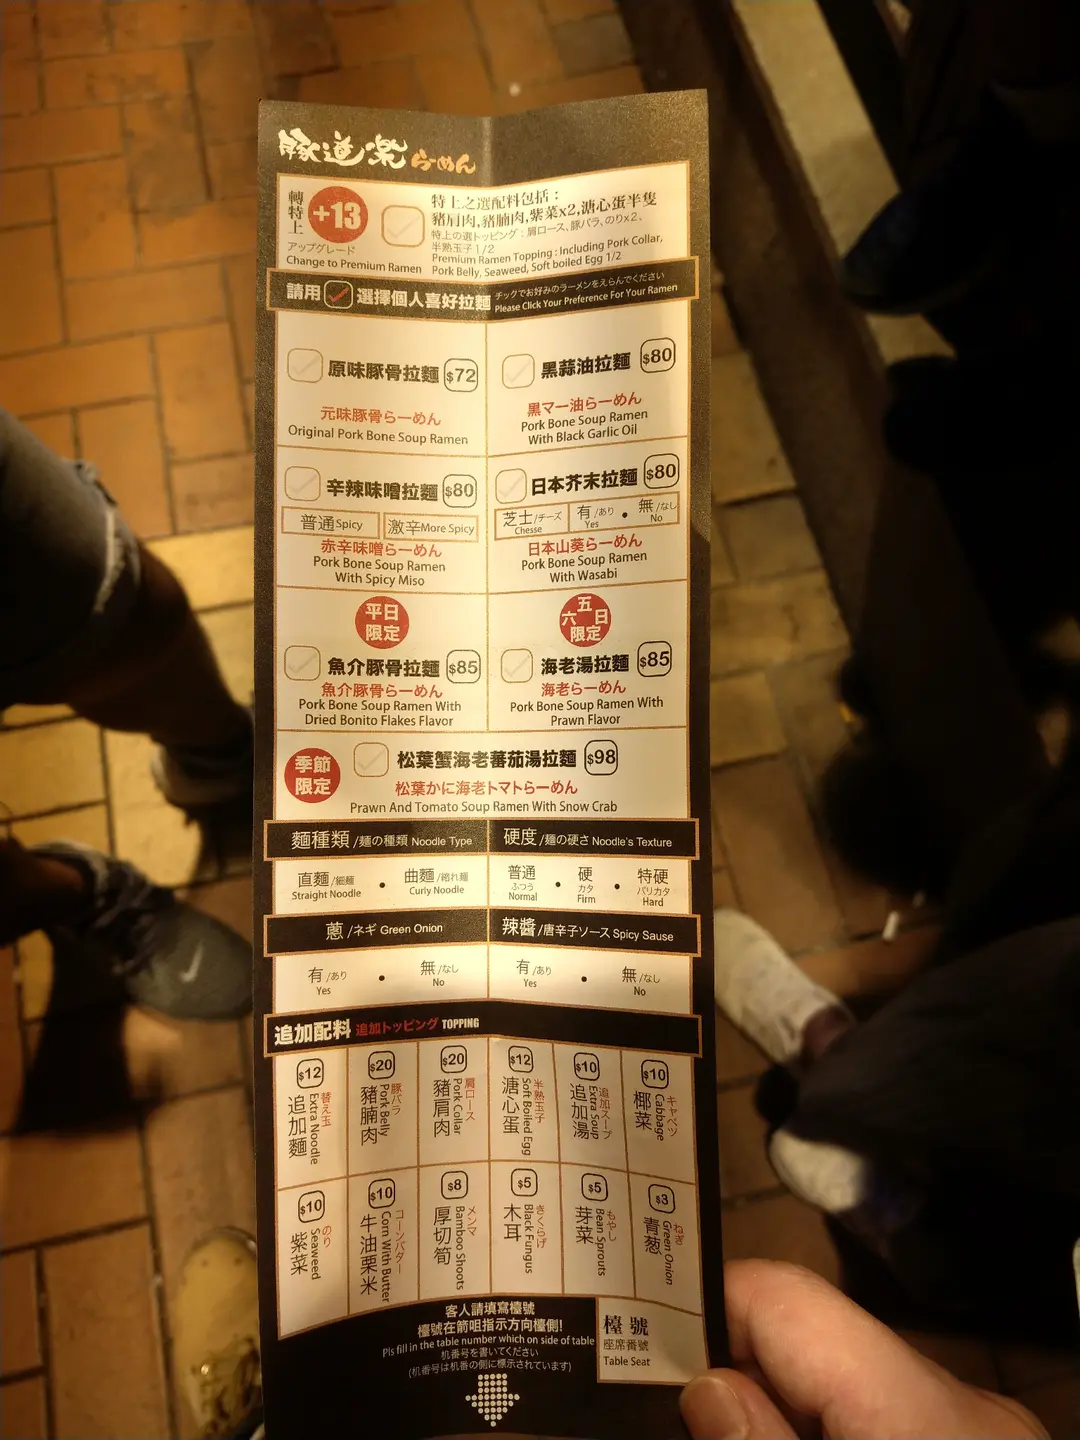 豚道楽らーめん
轉特上 +13
アップグレード
Change to Premium Ramen
特上之選配料包括：
豬肩肉,豬腩肉,紫菜x2,溏心蛋半隻
特上の選トッピング：肩ロース、豚バラ、のりx2、
半熟玉子1/2
Premium Ramen Topping : Including Pork Collar,
Pork Belly, Seaweed, Soft boiled Egg 1/2
請用 選擇個人喜好拉麵
チックでお好みのラーメンをえらんでください
Please Click Your Preference For Your Ramen
原味豚骨拉麵 $72
元味豚骨らーめん
Original Pork Bone Soup Ramen
黑蒜油拉麵 $80
黒マー油らーめん
Pork Bone Soup Ramen
With Black Garlic Oil
辛辣味噌拉麵 $80
普通 Spicy 激辛 More Spicy
赤辛味噌らーめん
Pork Bone Soup Ramen
With Spicy Miso
日本芥末拉麵 $80
芝士/チーズ Chesse 有/あり Yes • 無/なし No
日本山葵らーめん
Pork Bone Soup Ramen
With Wasabi
平日
限定
魚介豚骨拉麵 $85
魚介豚骨らーめん
Pork Bone Soup Ramen With
Dried Bonito Flakes Flavor
五六日
限定
海老湯拉麵 $85
海老らーめん
Pork Bone Soup Ramen With
Prawn Flavor
季節
限定
松葉蟹海老蕃茄湯拉麵 $98
松葉かに海老トマトらーめん
Prawn And Tomato Soup Ramen With Snow Crab
麵種類/麺の種類 Noodle Type
直麵/細麺 • 曲麵/縮れ麺
Straight Noodle Curly Noodle
硬度/麺の硬さ Noodle's Texture
普通 • 硬 • 特硬
ふつう カタ バリカタ
Normal Firm Hard
蔥/ネギ Green Onion
有/あり • 無/なし
Yes No
辣醬/唐辛子ソース Spicy Sause
有/あり • 無/なし
Yes No
追加配料 追加トッピング TOPPING
$12 追加麵 替え玉 Extra Noodle
$20 豬腩肉 豚バラ Pork Belly
$20 豬肩肉 肩ロース Pork Collar
$12 溏心蛋 半熟玉子 Soft Boiled Egg
$10 追加湯 追加スープ Extra Soup
$10 椰菜 キャベツ Cabbage
$10 紫菜 のり Seaweed
$10 牛油粟米 コーンバター Corn With Butter
$8 厚切筍 メンマ Bamboo Shoots
$5 木耳 きくらげ Black Fungus
$5 芽菜 もやし Bean Sprouts
$3 青葱 ねぎ Green Onion
客人請填寫檯號
檯號在箭咀指示方向檯側!
Pls fill in the table number which on side of table
机番号を書いてください
(机番号は机番の側に標示されています)
檯號
座席番號
Table Seat